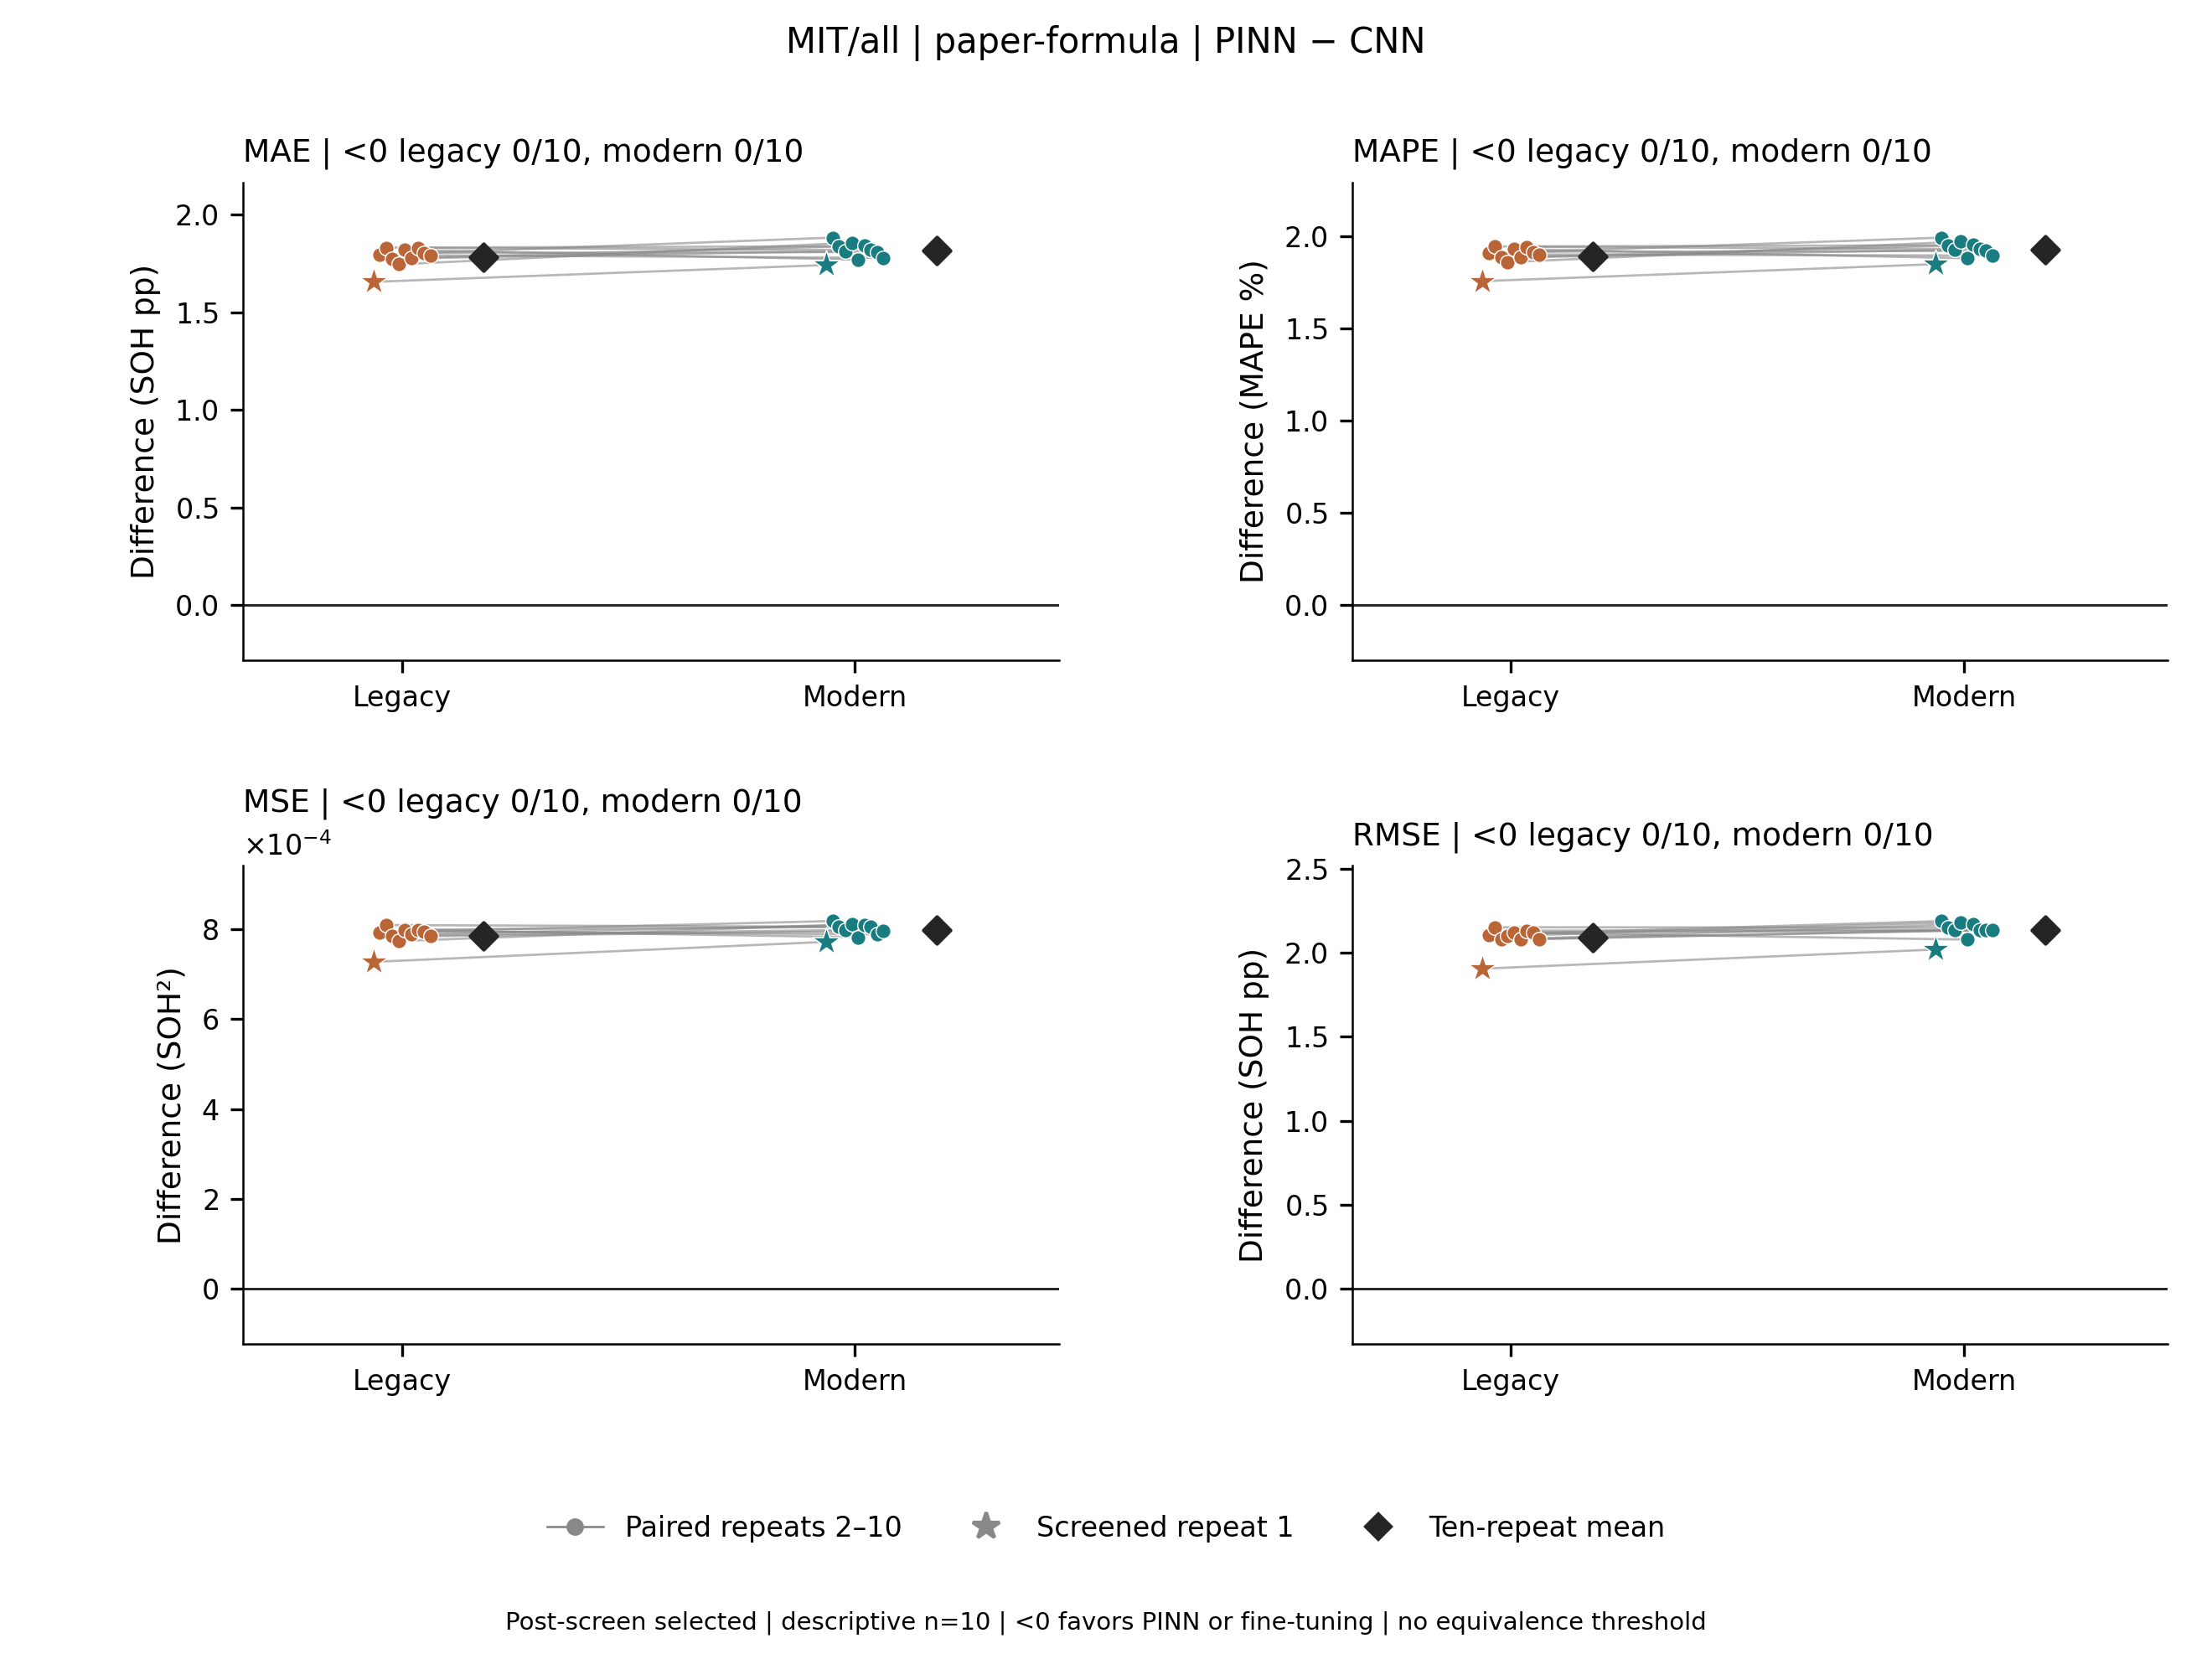 MIT/all | paper-formula | PINN − CNN
MAE | <0 legacy 0/10, modern 0/10
Difference (SOH pp)
2.0
1.5
1.0
0.5
0.0
Legacy
Modern
MAPE | <0 legacy 0/10, modern 0/10
Difference (MAPE %)
2.0
1.5
1.0
0.5
0.0
Legacy
Modern
MSE | <0 legacy 0/10, modern 0/10
×10⁻⁴
Difference (SOH²)
8
6
4
2
0
Legacy
Modern
RMSE | <0 legacy 0/10, modern 0/10
Difference (SOH pp)
2.5
2.0
1.5
1.0
0.5
0.0
Legacy
Modern
Paired repeats 2–10
Screened repeat 1
Ten-repeat mean
Post-screen selected | descriptive n=10 | <0 favors PINN or fine-tuning | no equivalence threshold